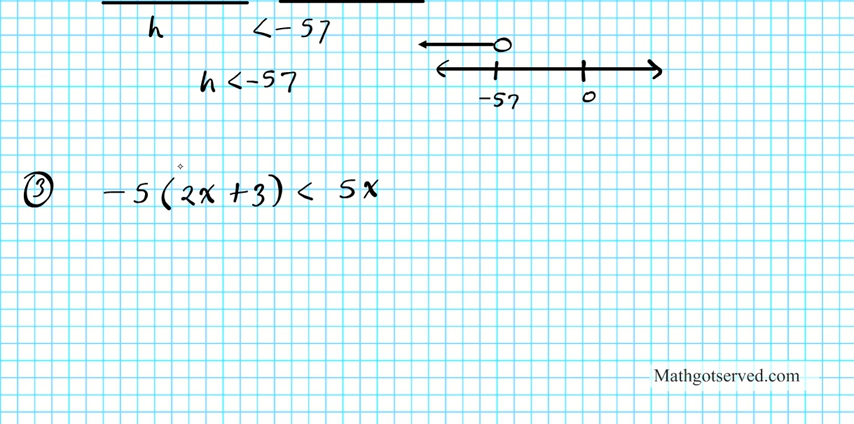 h < -57
h < -57
-57 0
③ -5(2x+3) < 5x
Mathgotserved.com